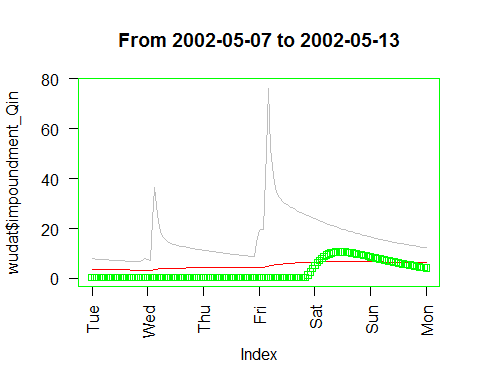 From 2002-05-07 to 2002-05-13
wudat$impoundment_Qin
80
60
40
20
0
Tue
Wed
Thu
Fri
Sat
Sun
Mon
Index